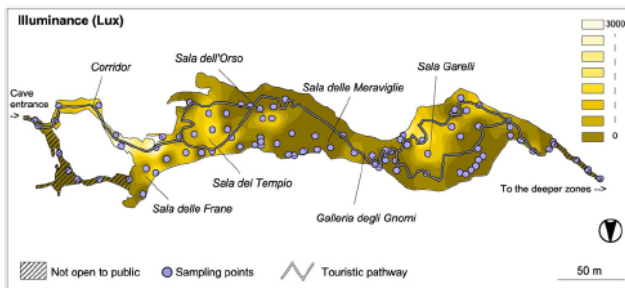 Illuminance (Lux)
3000
0
Sala dell'Orso
Corridor
Sala delle Meraviglie
Sala Garelli
Cave
entrance
->
Sala del Tempio
Sala delle Frane
Galleria degli Gnomi
To the deeper zones -->
Not open to public
Sampling points
Touristic pathway
50 m